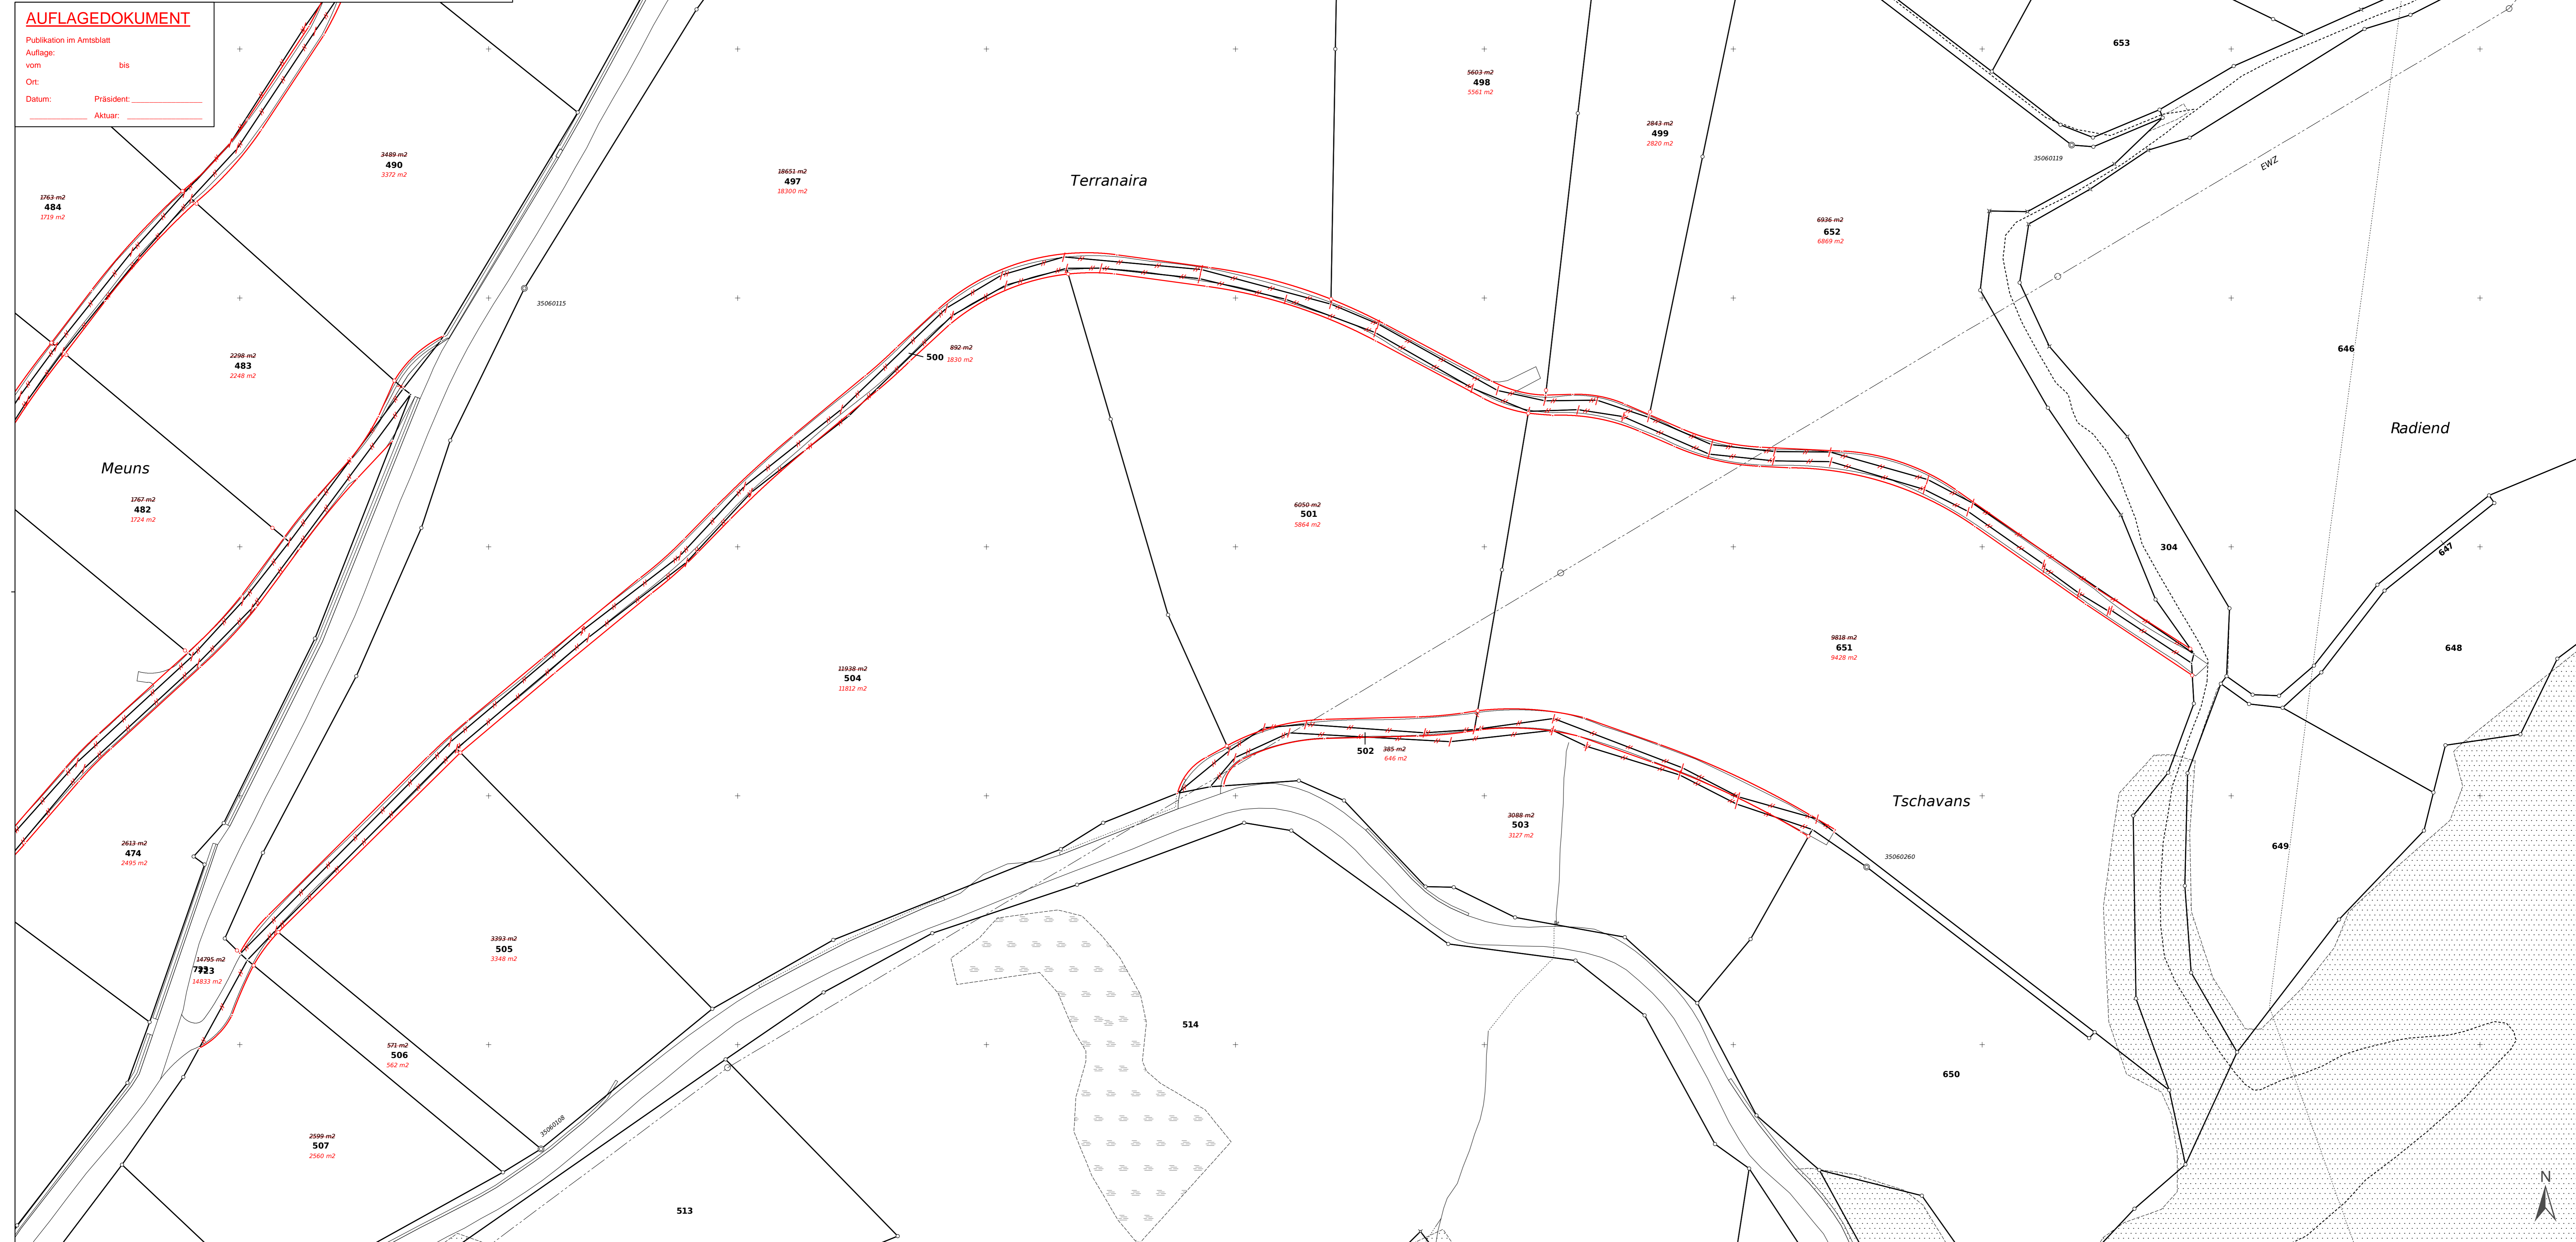 AUFLAGEDOKUMENT
Publikation im Amtsblatt
Auflage:
vom bis
Ort:
Datum: Präsident:
Aktuar:
653
5603 m2
498
5561 m2
2843 m2
499
2820 m2
3489 m2
490
3372 m2
35060119
EWZ
18651 m2
497
18300 m2
Terranaira
1763 m2
484
1719 m2
6936 m2
652
6869 m2
35060115
892 m2
500 1830 m2
646
2298 m2
483
2248 m2
Radiend
Meuns
1767 m2
482
1724 m2
6050 m2
501
5864 m2
304
647
9818 m2
651
9428 m2
648
11938 m2
504
11812 m2
385 m2
502
646 m2
Tschavans
3088 m2
503
3127 m2
2613 m2
474
2495 m2
649
35060260
3393 m2
505
3348 m2
14795 m2
723
14833 m2
514
571 m2
506
562 m2
650
35060108
2599 m2
507
2560 m2
513
N